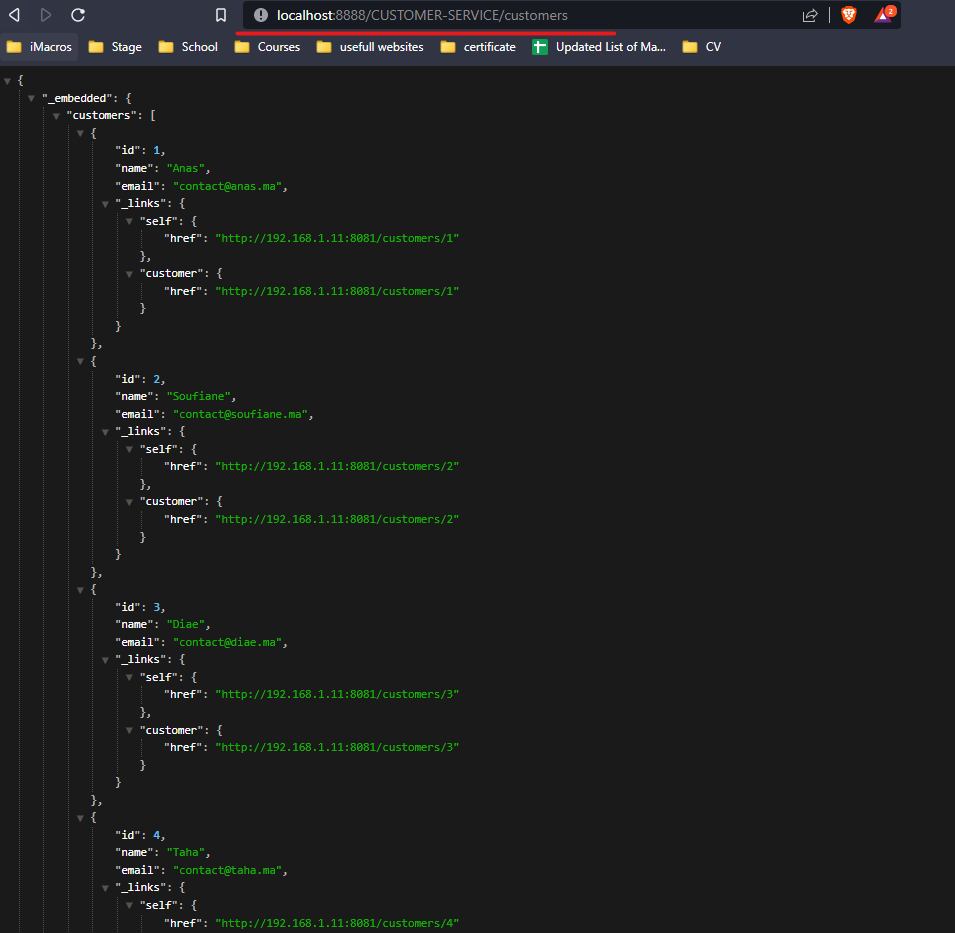 localhost:8888/CUSTOMER-SERVICE/customers
2
iMacros Stage School Courses usefull websites certificate Updated List of Ma... CV
{
"_embedded": {
"customers": [
{
"id": 1,
"name": "Anas",
"email": "contact@anas.ma",
"_links": {
"self": {
"href": "http://192.168.1.11:8081/customers/1"
},
"customer": {
"href": "http://192.168.1.11:8081/customers/1"
}
}
},
{
"id": 2,
"name": "Soufiane",
"email": "contact@soufiane.ma",
"_links": {
"self": {
"href": "http://192.168.1.11:8081/customers/2"
},
"customer": {
"href": "http://192.168.1.11:8081/customers/2"
}
}
},
{
"id": 3,
"name": "Diae",
"email": "contact@diae.ma",
"_links": {
"self": {
"href": "http://192.168.1.11:8081/customers/3"
},
"customer": {
"href": "http://192.168.1.11:8081/customers/3"
}
}
},
{
"id": 4,
"name": "Taha",
"email": "contact@taha.ma",
"_links": {
"self": {
"href": "http://192.168.1.11:8081/customers/4"